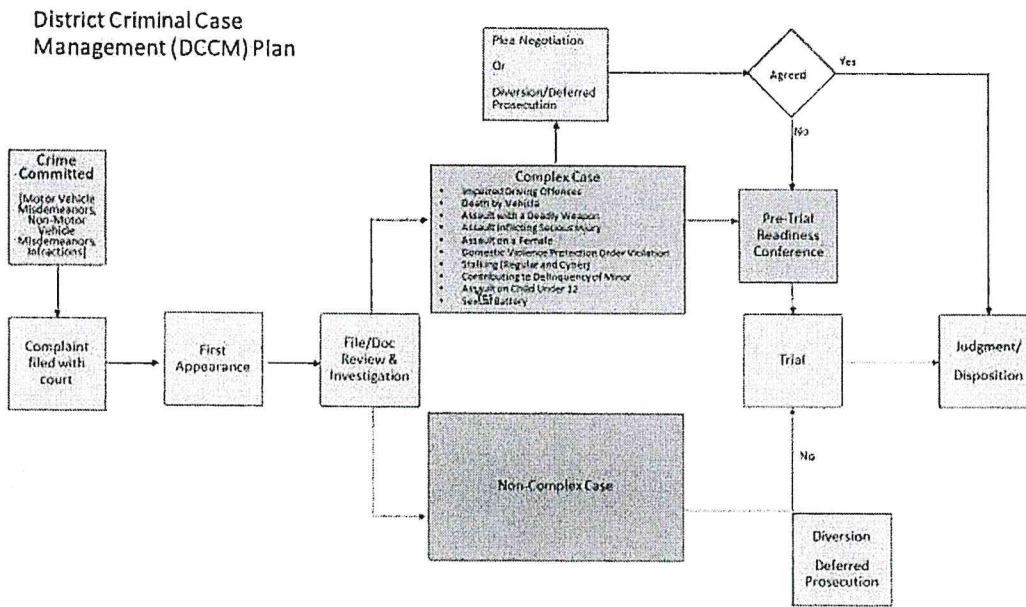 District Criminal Case
Management (DCCM) Plan
Plea Negotiation
Or
Diversion/Deferred
Prosecution
Agreed
Yes
No
Crime
Committed
[Motor Vehicle
Misdemeanors,
Non-Motor
Vehicle
Misdemeanors,
Infractions]
Complex Case
• Impaired Driving Offences
• Death by Vehicle
• Assault with a Deadly Weapon
• Assault Inflicting Serious Injury
• Assault on a Female
• Domestic Violence Protection Order Violation
• Stalking (Regular and Cyber)
• Contributing to Delinquency of Minor
• Assault on Child Under 12
• Sexual Battery
Pre-Trial
Readiness
Conference
Complaint
filed with
court
First
Appearance
File/Doc
Review &
Investigation
Trial
Judgment/
Disposition
Non-Complex Case
No
Diversion
Deferred
Prosecution